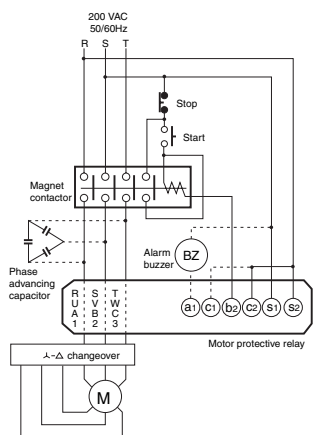 200 VAC
50/60Hz
R S T
Stop
Start
Magnet
contactor
Alarm
buzzer
BZ
Phase
advancing
capacitor
R S T
U V W
A B C
1 2 3
a1 c1 b2 c2 s1 s2
Motor protective relay
⅄-△ changeover
M